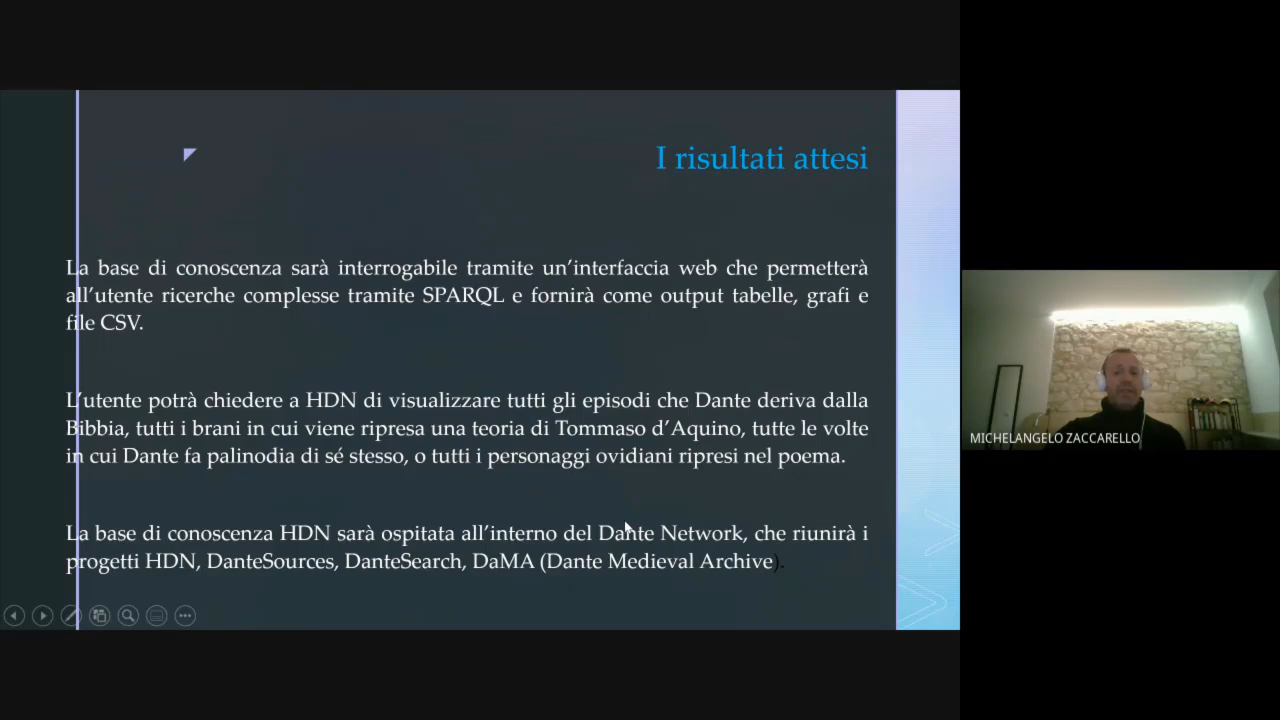 I risultati attesi
La base di conoscenza sarà interrogabile tramite un’interfaccia web che permetterà
all’utente ricerche complesse tramite SPARQL e fornirà come output tabelle, grafi e
file CSV.
L’utente potrà chiedere a HDN di visualizzare tutti gli episodi che Dante deriva dalla
Bibbia, tutti i brani in cui viene ripresa una teoria di Tommaso d’Aquino, tutte le volte
in cui Dante fa palinodia di sé stesso, o tutti i personaggi ovidiani ripresi nel poema.
La base di conoscenza HDN sarà ospitata all’interno del Dante Network, che riunirà i
progetti HDN, DanteSources, DanteSearch, DaMA (Dante Medieval Archive).
MICHELANGELO ZACCARELLO